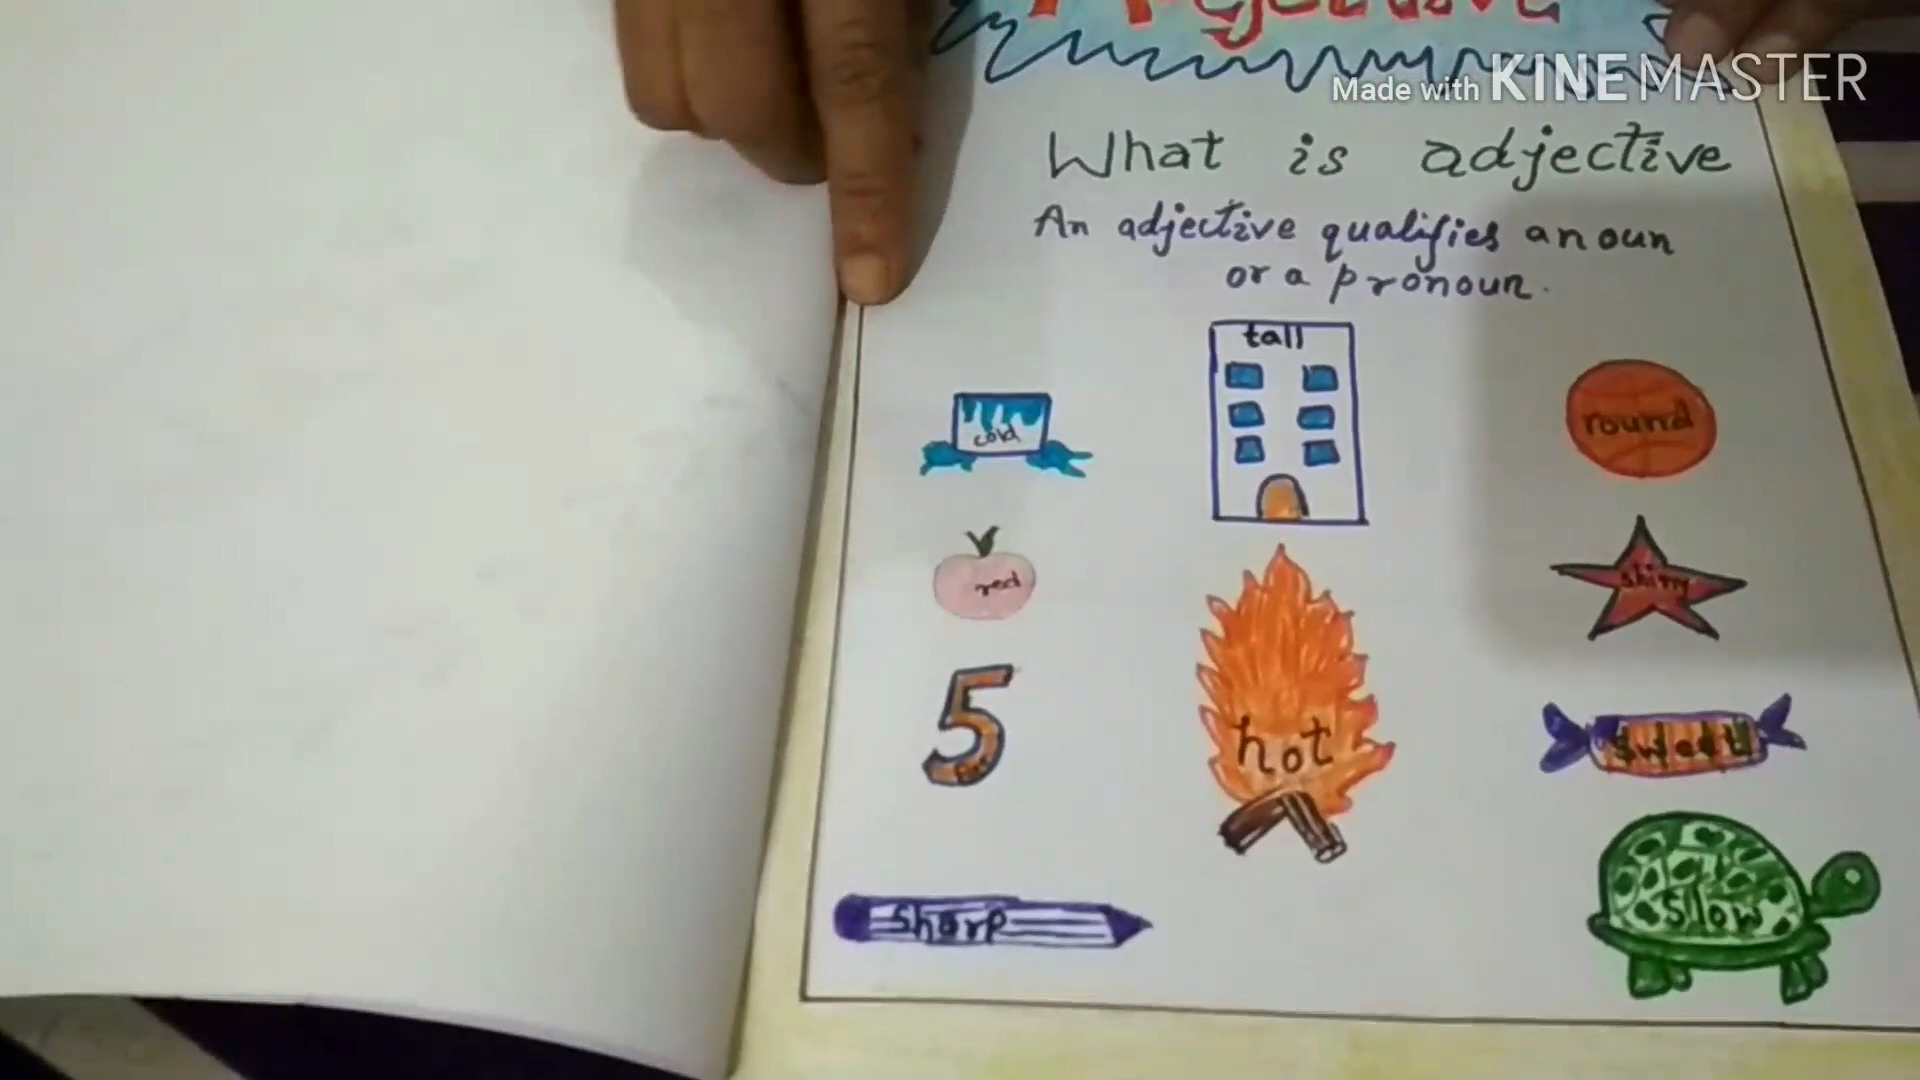 Adjective
Made with KINEMASTER
What is adjective
An adjective qualifies a noun
or a pronoun.
tall
cold
round
red
shiny
hot
sweet
sharp
slow
5